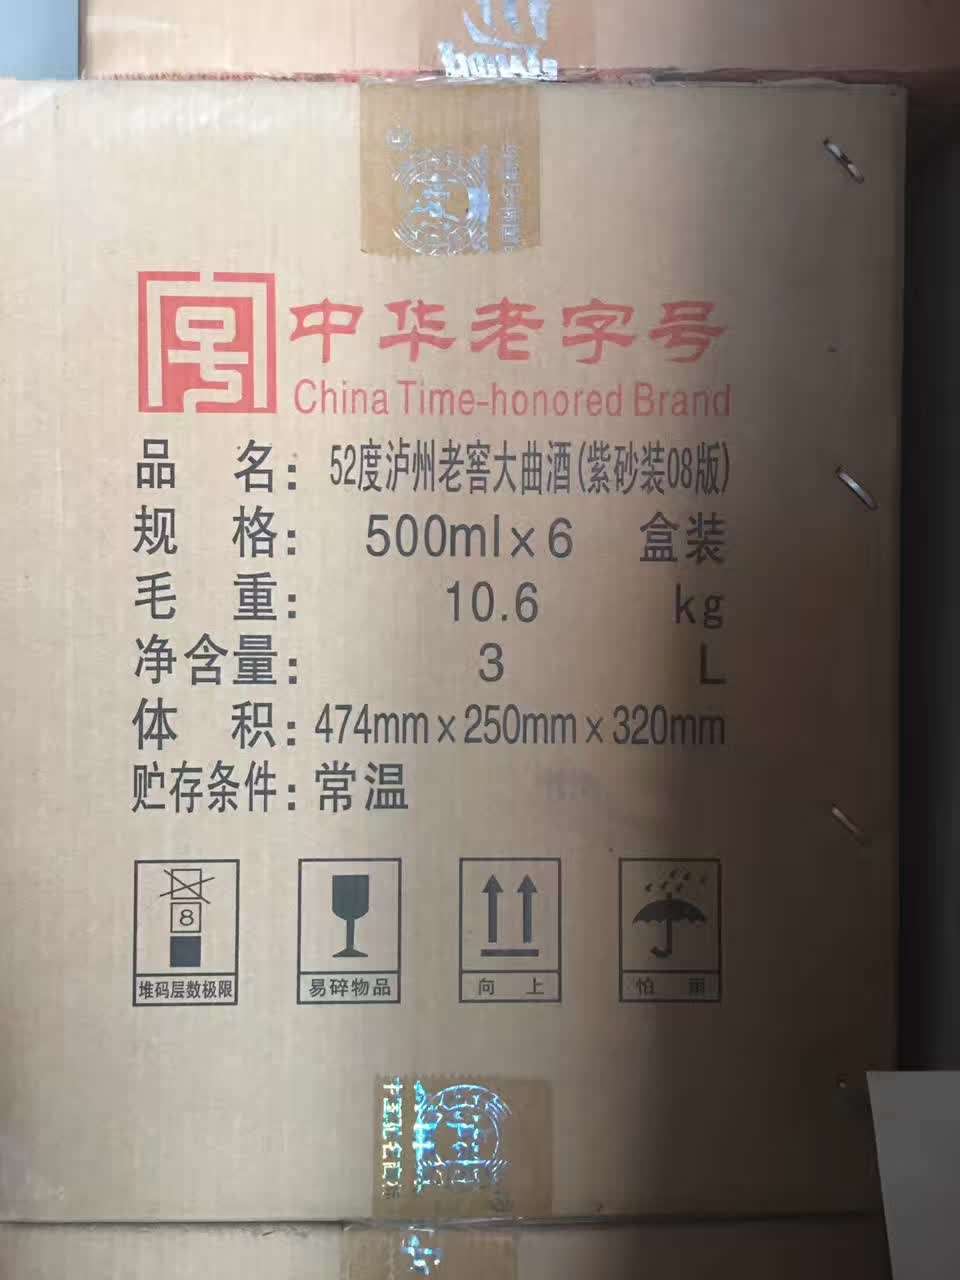 中华老字号
China Time-honored Brand
品 名：52度泸州老窖大曲酒(紫砂装08版)
规 格：500ml×6 盒装
毛 重：10.6 kg
净含量：3 L
体 积：474mm×250mm×320mm
贮存条件：常温
8
堆码层数极限
易碎物品
向 上
怕 雨